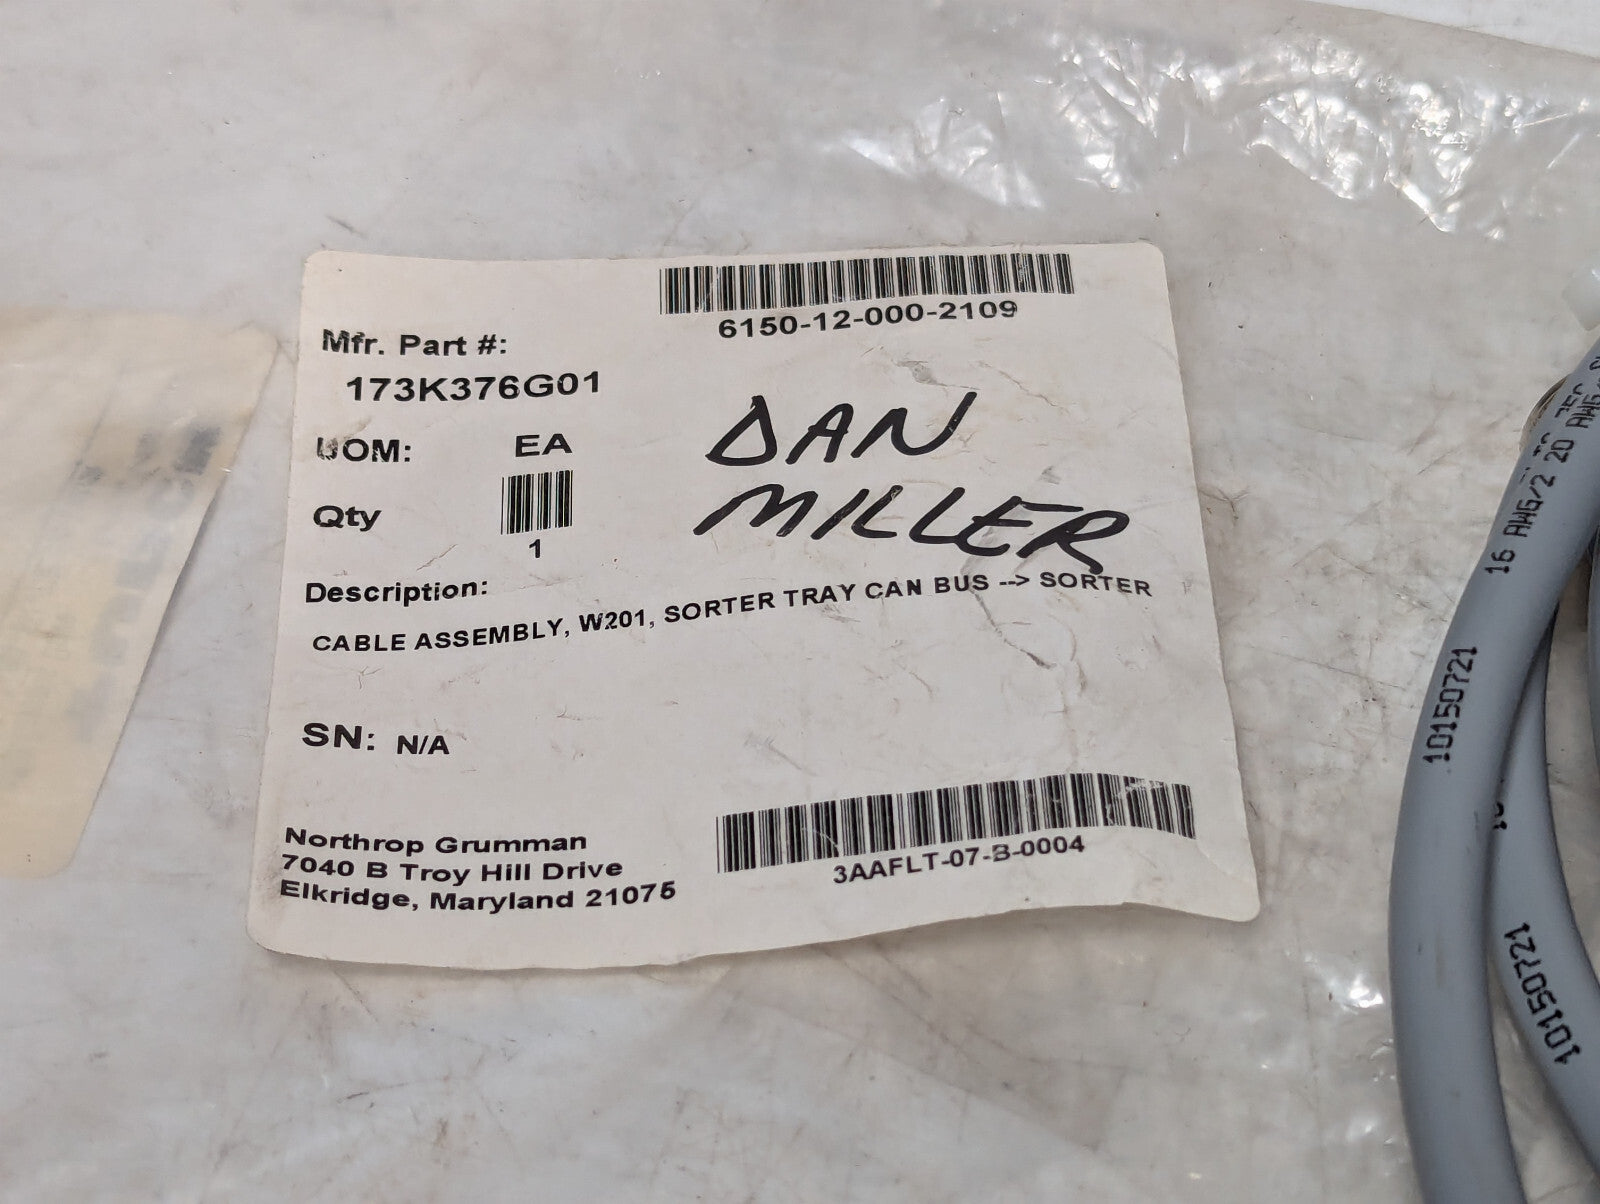 6150-12-000-2109
Mfr. Part #:
173K376G01
UOM: EA
Qty
1
DAN
MILLER
Description:
CABLE ASSEMBLY, W201, SORTER TRAY CAN BUS --> SORTER
SN: N/A
Northrop Grumman
7040 B Troy Hill Drive
Elkridge, Maryland 21075
3AAFLT-07-B-0004
16 AWG/2 20 AWG
10150721
10150721